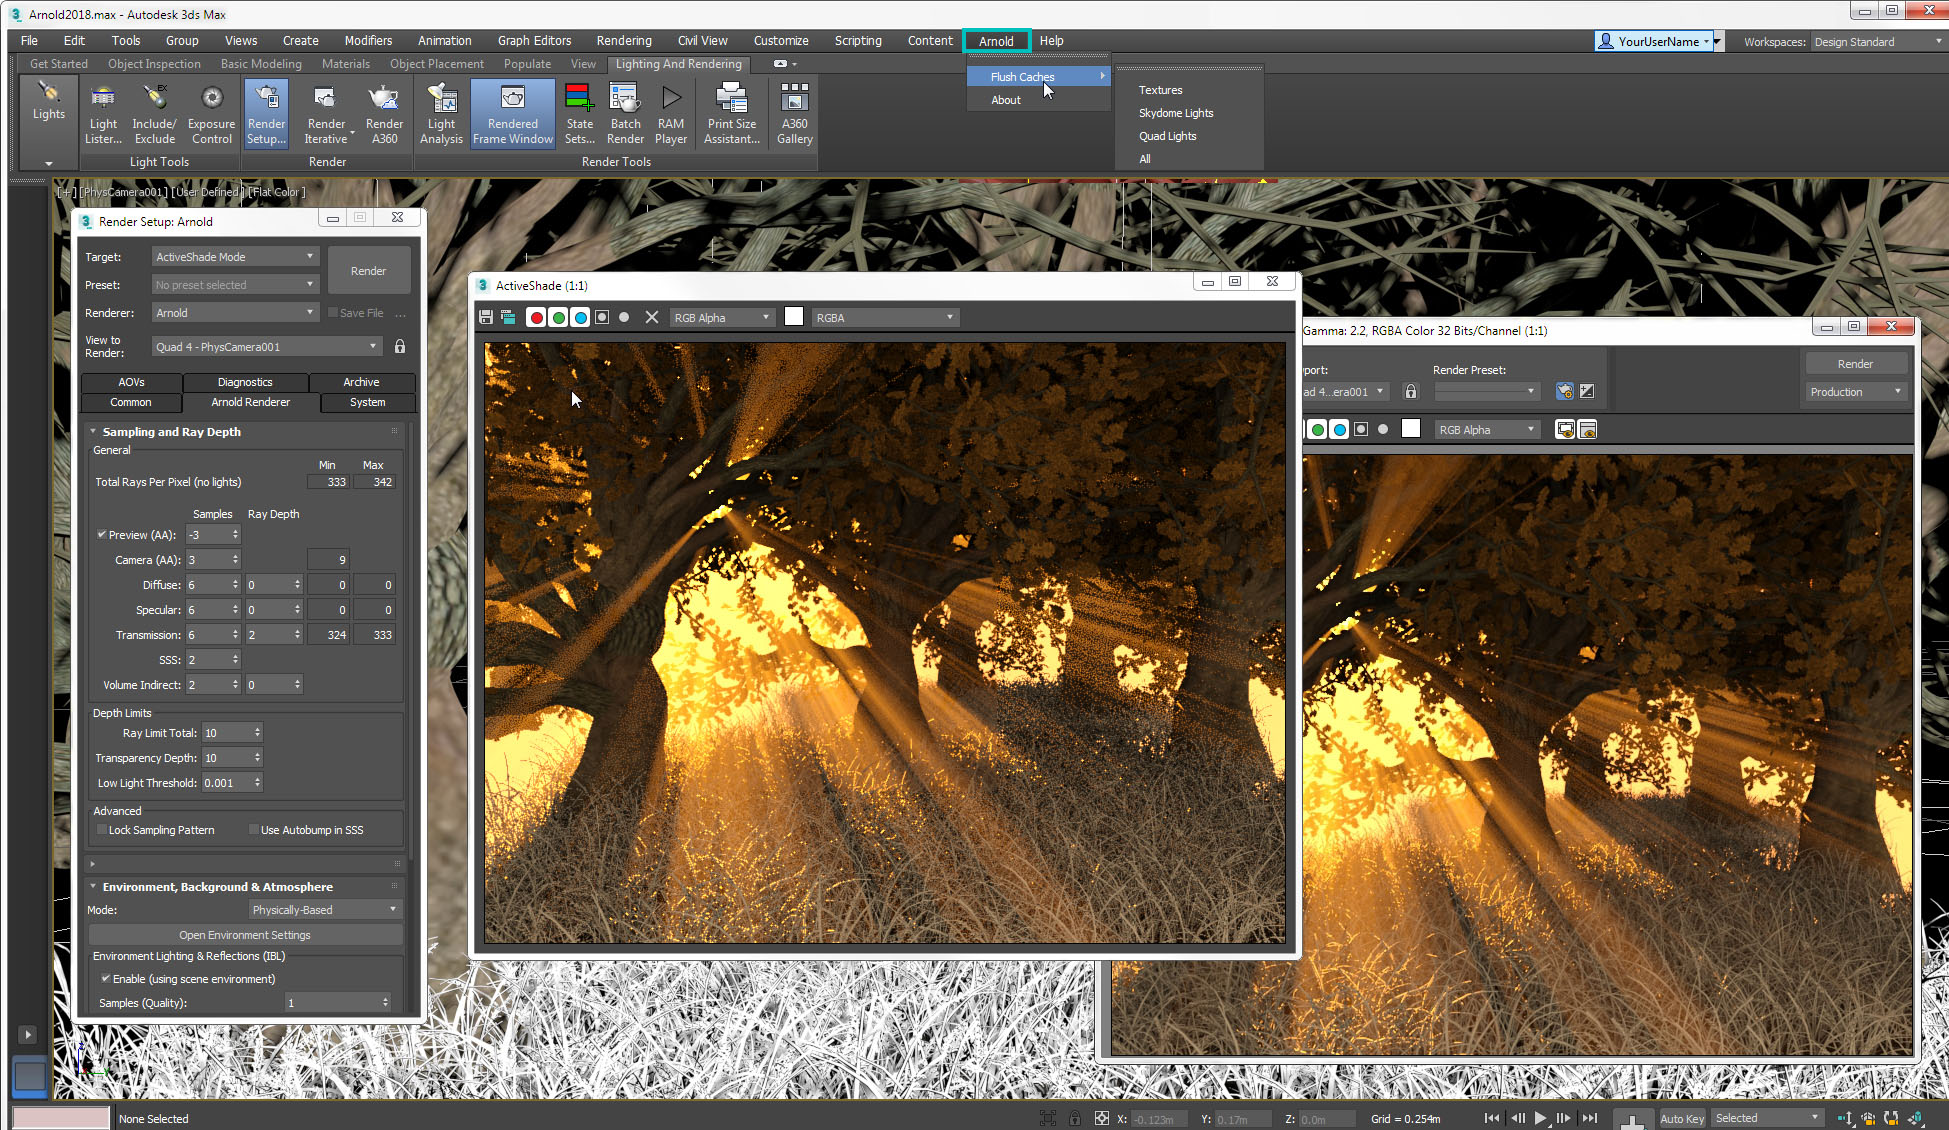 Arnold2018.max - Autodesk 3ds Max
File Edit Tools Group Views Create Modifiers Animation Graph Editors Rendering Civil View Customize Scripting Content Arnold Help
YourUserName Workspaces: Design Standard
Get Started Object Inspection Basic Modeling Materials Object Placement Populate View Lighting And Rendering
Flush Caches
About
Textures
Skydome Lights
Quad Lights
All
Lights
Light Lister...
Include/ Exclude
Exposure Control
Render Setup...
Render Iterative
Render A360
Light Analysis
Rendered Frame Window
State Sets...
Batch Render
RAM Player
Print Size Assistant...
A360 Gallery
Light Tools Render Render Tools
[+] [PhysCamera001] [User Defined] [Flat Color]
Render Setup: Arnold
Target: ActiveShade Mode
Render
Preset: No preset selected
Renderer: Arnold Save File ...
View to Render: Quad 4 - PhysCamera001
AOVs Diagnostics Archive
Common Arnold Renderer System
Sampling and Ray Depth
General
Min Max
Total Rays Per Pixel (no lights) 333 342
Samples Ray Depth
Preview (AA): -3
Camera (AA): 3 9
Diffuse: 6 0 0 0
Specular: 6 0 0 0
Transmission: 6 2 324 333
SSS: 2
Volume Indirect: 2 0
Depth Limits
Ray Limit Total: 10
Transparency Depth: 10
Low Light Threshold: 0.001
Advanced
Lock Sampling Pattern Use Autobump in SSS
Environment, Background & Atmosphere
Mode: Physically-Based
Open Environment Settings
Environment Lighting & Reflections (IBL)
Enable (using scene environment)
Samples (Quality): 1
ActiveShade (1:1)
RGB Alpha RGBA
Gamma: 2.2, RGBA Color 32 Bits/Channel (1:1)
port: Render Preset: Render
ad 4...era001 Production
RGB Alpha
None Selected
X: -0.123m Y: 0.17m Z: 0.0m Grid = 0.254m
Auto Key Selected